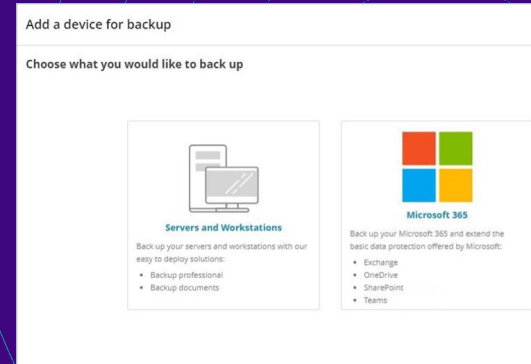 Add a device for backup
Choose what you would like to back up
Servers and Workstations
Back up your servers and workstations with our
easy to deploy solutions:
Backup professional
Backup documents
Microsoft 365
Back up your Microsoft 365 and extend the
basic data protection offered by Microsoft:
Exchange
OneDrive
SharePoint
Teams